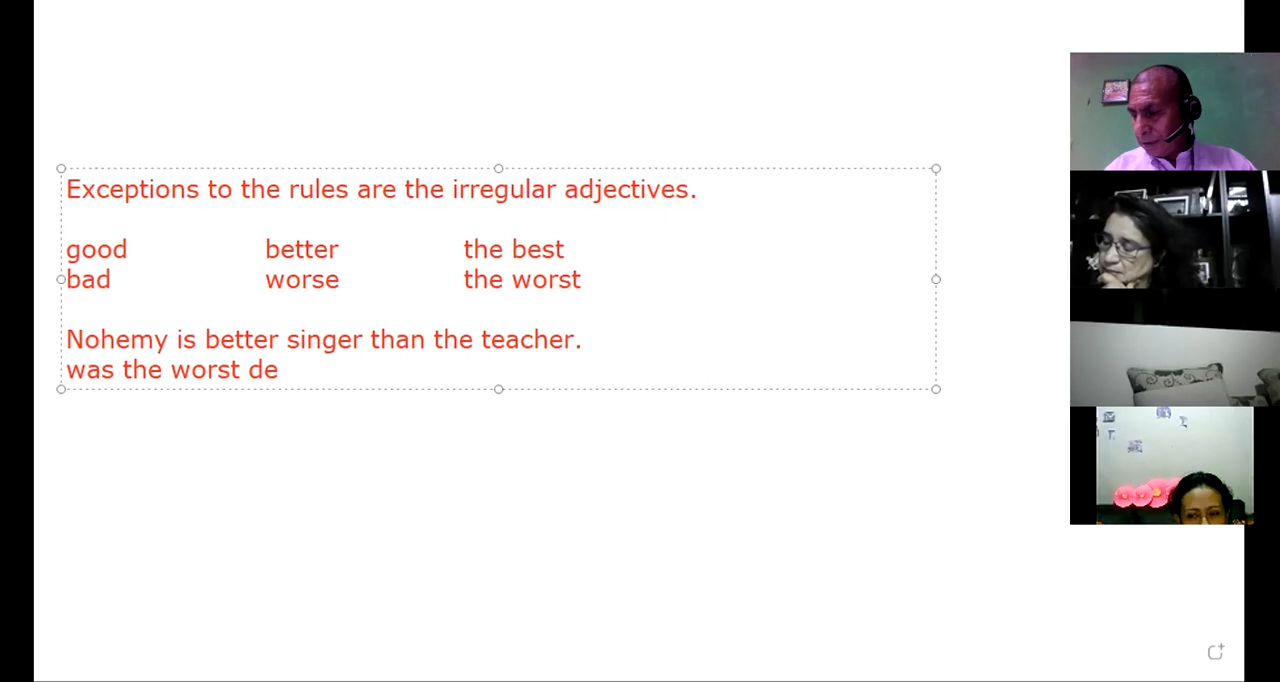 Exceptions to the rules are the irregular adjectives.
good better the best
bad worse the worst
Nohemy is better singer than the teacher.
was the worst de